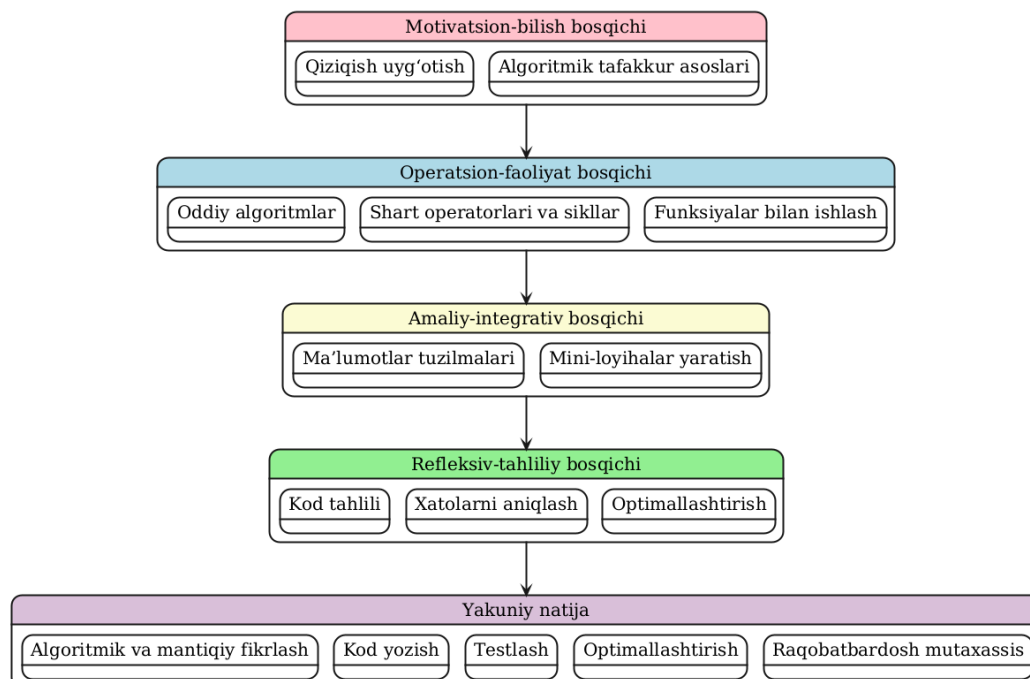 Motivatsion-bilish bosqichi
Qiziqish uyg‘otish Algoritmik tafakkur asoslari
Operatsion-faoliyat bosqichi
Oddiy algoritmlar Shart operatorlari va sikllar Funksiyalar bilan ishlash
Amaliy-integrativ bosqichi
Ma’lumotlar tuzilmalari Mini-loyihalar yaratish
Refleksiv-tahliliy bosqichi
Kod tahlili Xatolarni aniqlash Optimallashtirish
Yakuniy natija
Algoritmik va mantiqiy fikrlash Kod yozish Testlash Optimallashtirish Raqobatbardosh mutaxassis